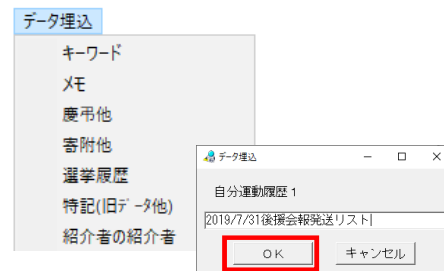 データ埋込
キーワード
メモ
慶弔他
寄附他
選挙履歴
特記(旧ﾃﾞｰﾀ他)
紹介者の紹介者
データ埋込
自分運動履歴 1
2019/7/31後援会報発送リスト
OK
キャンセル